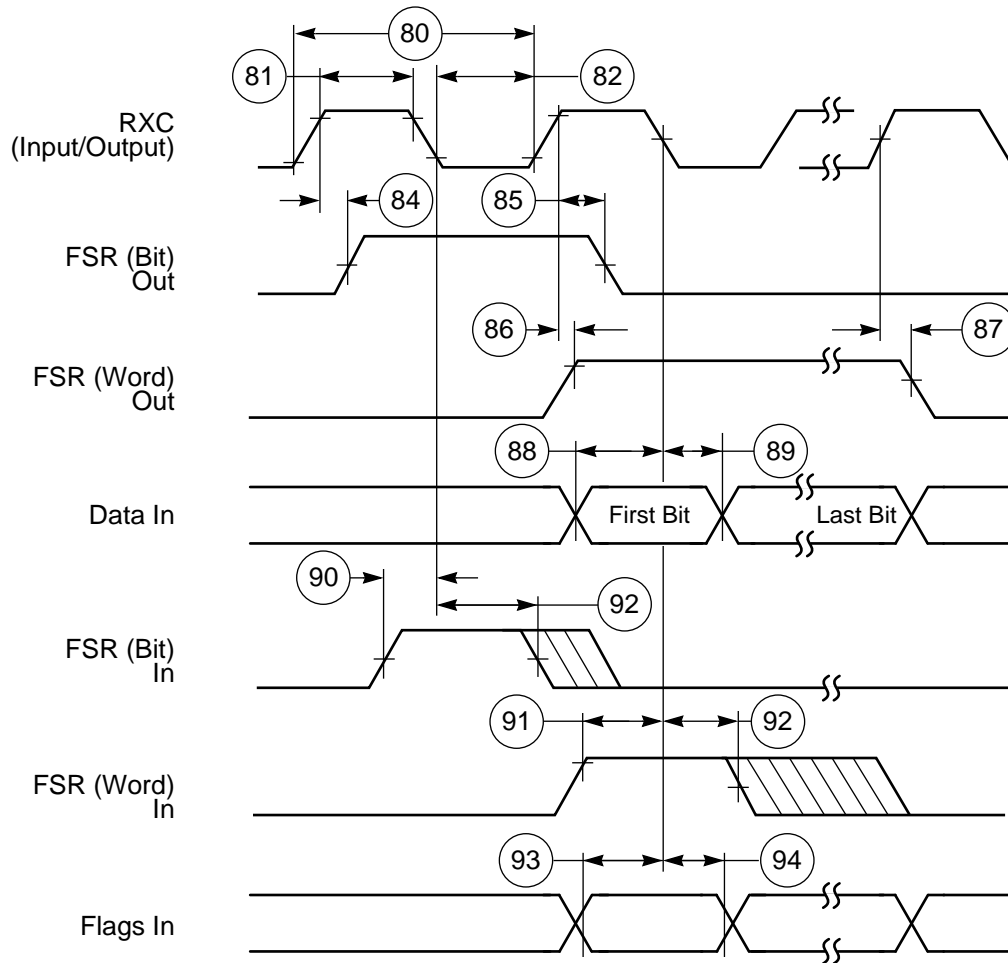 80
81
82
RXC
(Input/Output)
84
85
FSR (Bit)
Out
86
87
FSR (Word)
Out
88
89
Data In
First Bit
Last Bit
90
92
FSR (Bit)
In
91
92
FSR (Word)
In
93
94
Flags In